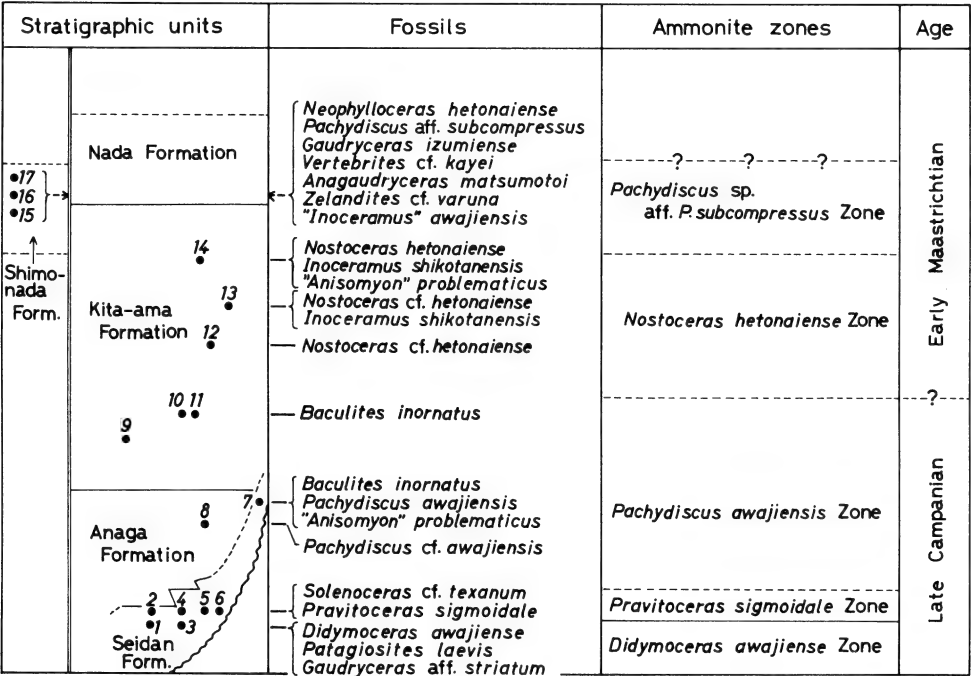 Stratigraphic units
Fossils
Ammonite zones
Age
Nada Formation
17
16
15
Shimo-
nada
Form.
14
13
Kita-ama
Formation
12
10 11
9
7
8
Anaga
Formation
2 4 5 6
1 3
Seidan
Form.
Neophylloceras hetonaiense
Pachydiscus aff. subcompressus
Gaudryceras izumiense
Vertebrites cf. kayei
Anagaudryceras matsumotoi
Zelandites cf. varuna
"Inoceramus" awajiensis
Nostoceras hetonaiense
Inoceramus shikotanensis
"Anisomyon" problematicus
Nostoceras cf. hetonaiense
Inoceramus shikotanensis
Nostoceras cf. hetonaiense
Baculites inornatus
Baculites inornatus
Pachydiscus awajiensis
"Anisomyon" problematicus
Pachydiscus cf. awajiensis
Solenoceras cf. texanum
Pravitoceras sigmoidale
Didymoceras awajiense
Patagiosites laevis
Gaudryceras aff. striatum
? ? ?
Pachydiscus sp.
aff. P. subcompressus Zone
Nostoceras hetonaiense Zone
Pachydiscus awajiensis Zone
Pravitoceras sigmoidale Zone
Didymoceras awajiense Zone
Early Maastrichtian
?
Late Campanian